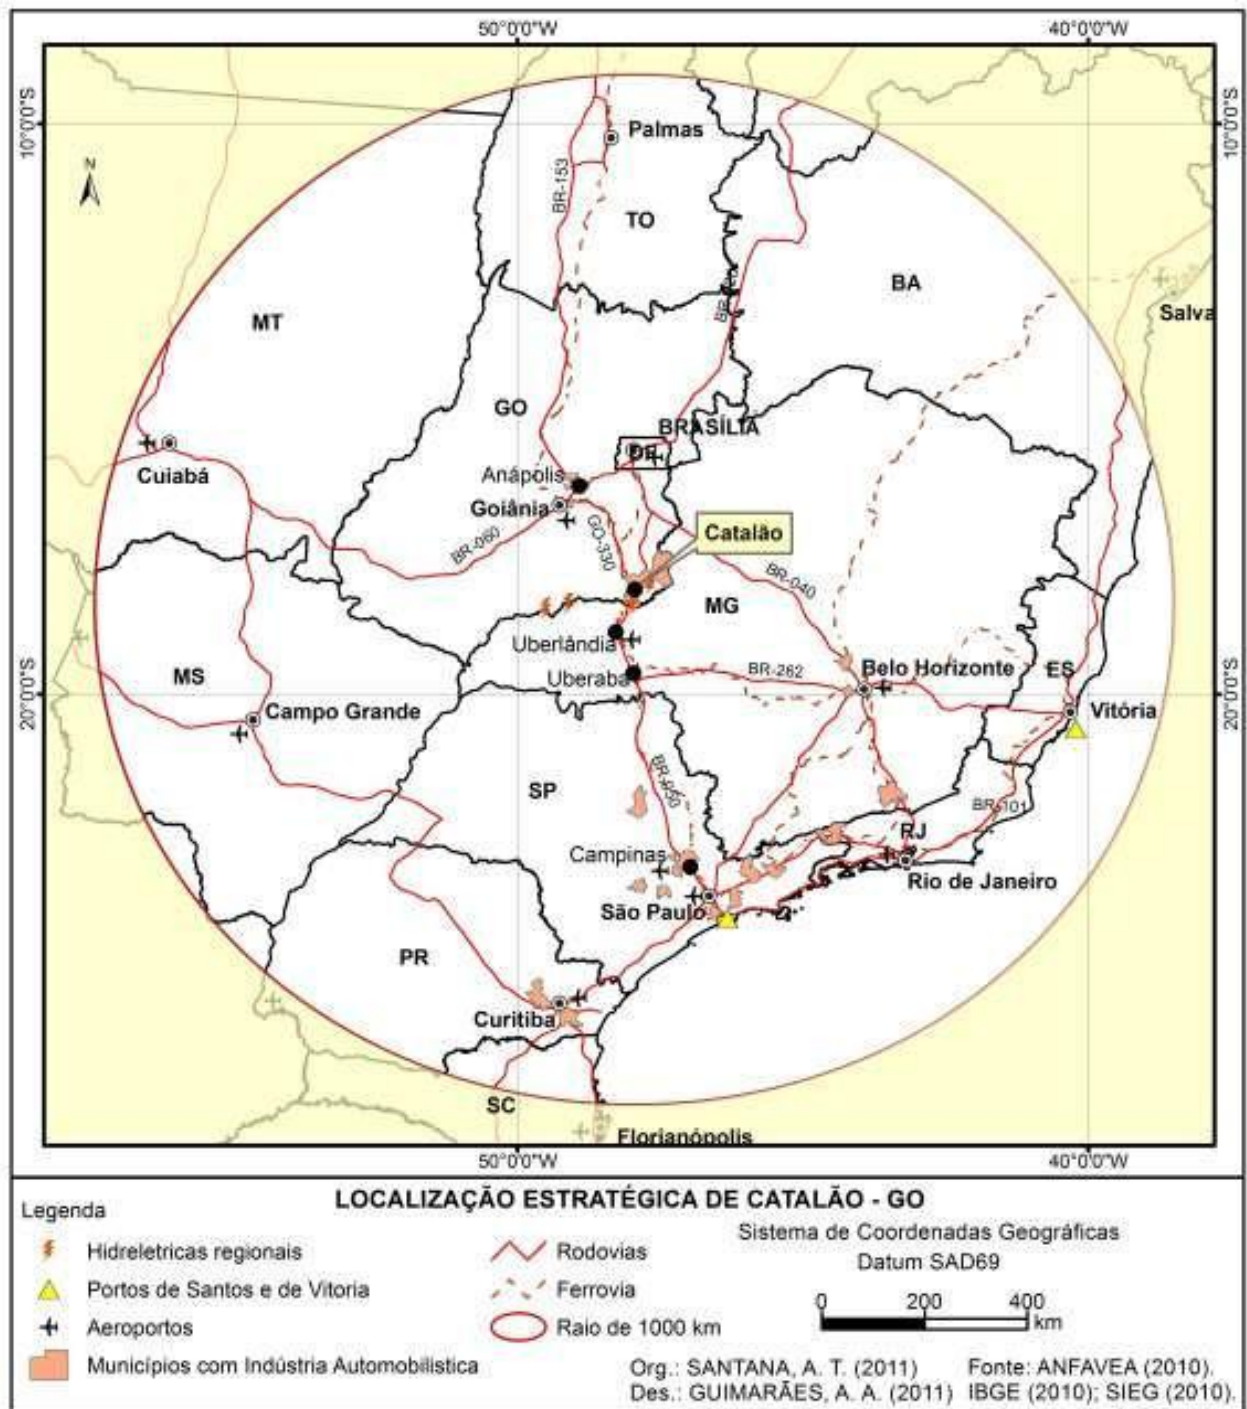 50°0'0"W 40°0'0"W
10°0'0"S 10°0'0"S
N
Palmas
BR-153
TO
BA
MT
Salva
GO
BRASÍLIA
DF
Anápolis
Cuiabá
Goiânia
Catalão
GO-330
BR-060
BR-040
MG
Uberlândia
Belo Horizonte
ES
BR-262
MS
Uberaba
20°0'0"S 20°0'0"S
Campo Grande
Vitória
BR-050
SP
BR-101
RJ
Campinas
Rio de Janeiro
São Paulo
PR
Curitiba
SC
Florianópolis
50°0'0"W 40°0'0"W
LOCALIZAÇÃO ESTRATÉGICA DE CATALÃO - GO
Legenda
Sistema de Coordenadas Geográficas
Datum SAD69
Hidreletricas regionais
Rodovias
Portos de Santos e de Vitoria
Ferrovia
0 200 400
km
Aeroportos
Raio de 1000 km
Municípios com Indústria Automobilistica
Org.: SANTANA, A. T. (2011) Fonte: ANFAVEA (2010).
Des.: GUIMARÃES, A. A. (2011) IBGE (2010); SIEG (2010).